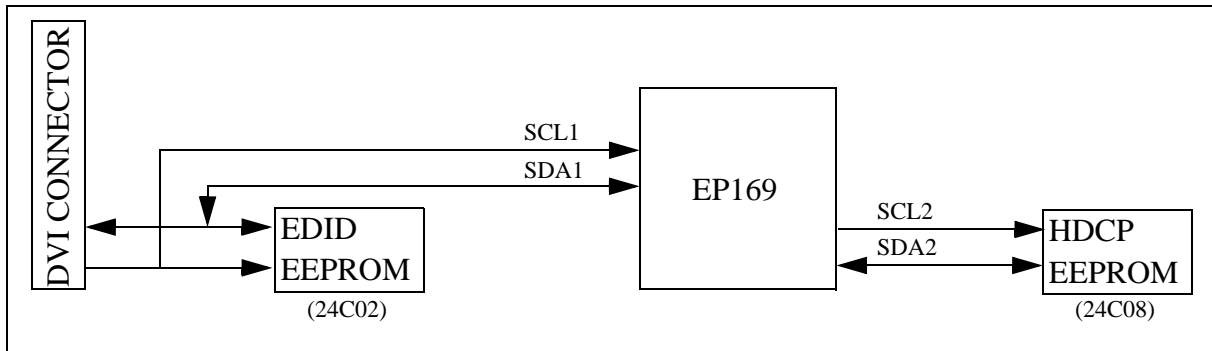 DVI CONNECTOR
SCL1
SDA1
EDID
EEPROM
(24C02)
EP169
SCL2
SDA2
HDCP
EEPROM
(24C08)